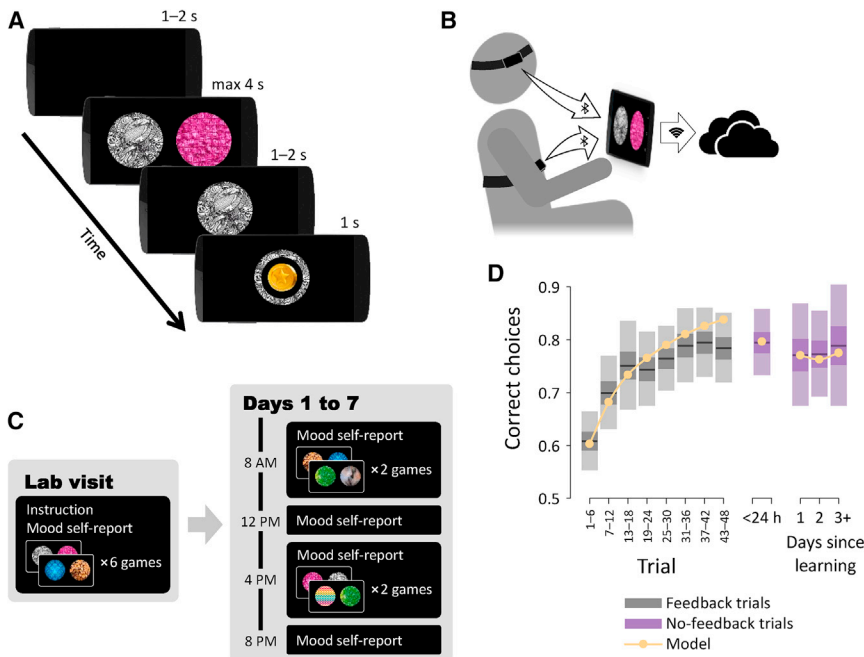 A
1–2 s
max 4 s
1–2 s
1 s
Time
B
C
Lab visit
Instruction
Mood self-report
×6 games
Days 1 to 7
8 AM
Mood self-report
×2 games
12 PM
Mood self-report
4 PM
Mood self-report
×2 games
8 PM
Mood self-report
D
Correct choices
0.9
0.8
0.7
0.6
0.5
1–6
7–12
13–18
19–24
25–30
31–36
37–42
43–48
Trial
<24 h
1 2 3+
Days since
learning
Feedback trials
No-feedback trials
Model